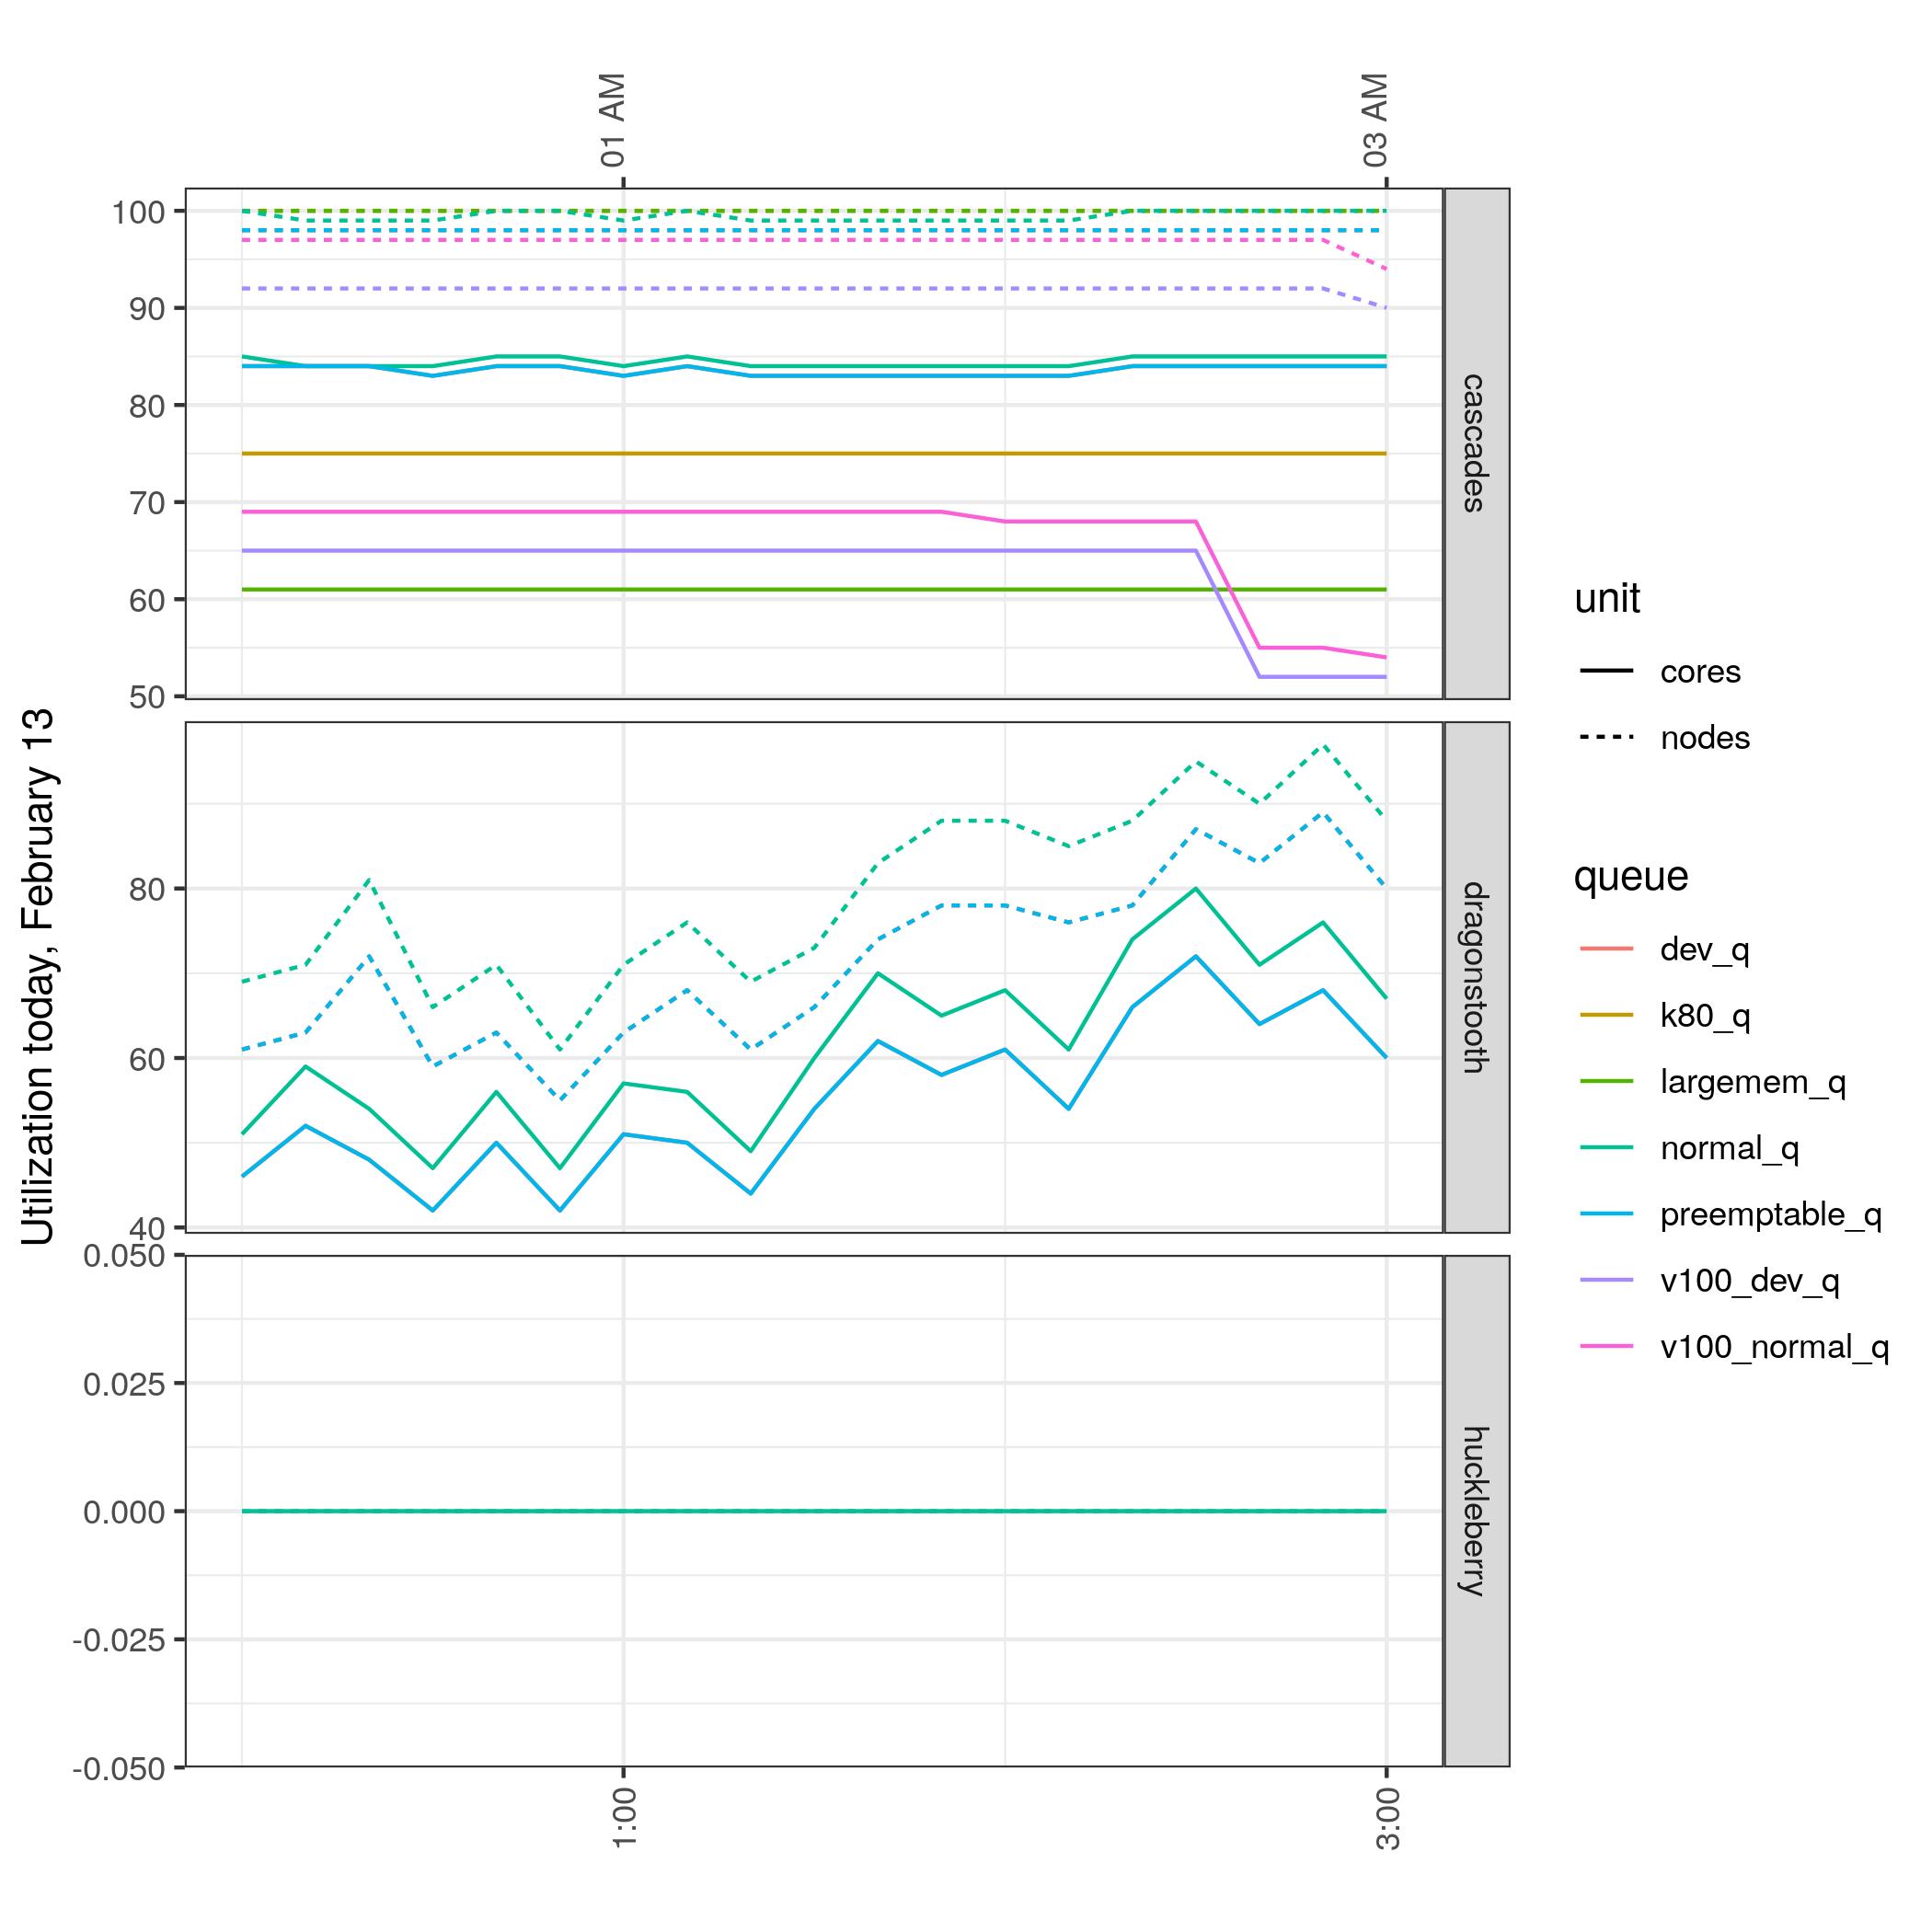 01 AM
03 AM
Utilization today, February 13
100
90
80
70
60
50
cascades
80
60
40
dragonstooth
0.050
0.025
0.000
-0.025
-0.050
huckleberry
1:00
3:00
unit
cores
nodes
queue
dev_q
k80_q
largemem_q
normal_q
preemptable_q
v100_dev_q
v100_normal_q